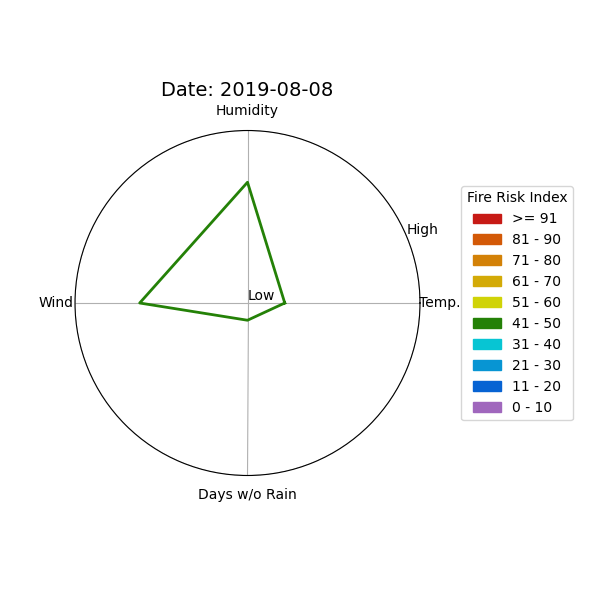 Date: 2019-08-08
Humidity
High
Low
Wind
Temp.
Days w/o Rain
Fire Risk Index
>= 91
81 - 90
71 - 80
61 - 70
51 - 60
41 - 50
31 - 40
21 - 30
11 - 20
0 - 10